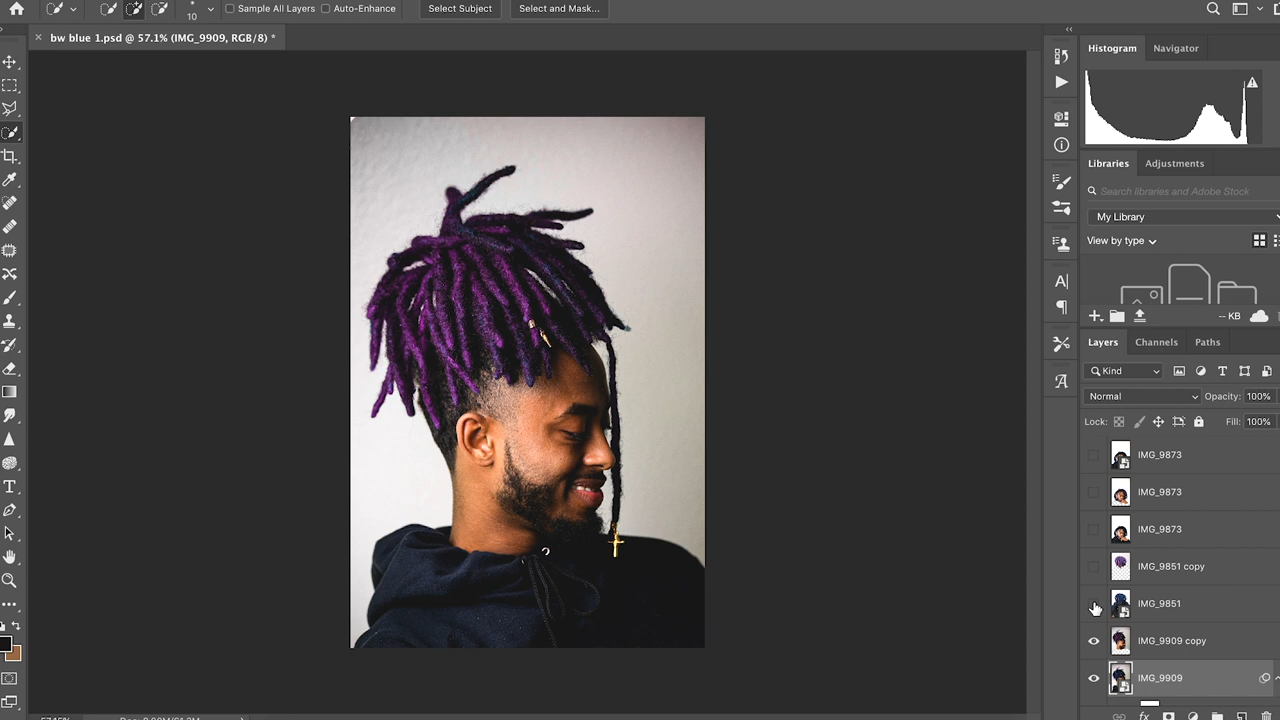 10
Sample All Layers
Auto-Enhance
Select Subject
Select and Mask...
× bw blue 1.psd @ 57.1% (IMG_9909, RGB/8) *
Histogram
Navigator
Libraries
Adjustments
Search libraries and Adobe Stock
My Library
View by type
-- KB
Layers
Channels
Paths
Kind
Normal
Opacity: 100%
Lock:
Fill: 100%
IMG_9873
IMG_9873
IMG_9873
IMG_9851 copy
IMG_9851
IMG_9909 copy
IMG_9909